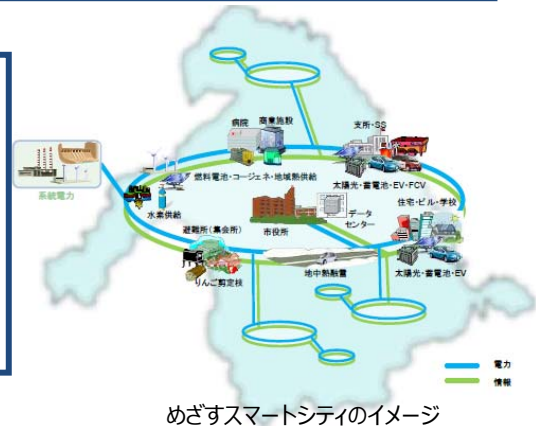 病院 商業施設
支所・SS
系統電力
燃料電池・コージェネ・地域熱供給
太陽光・蓄電池・EV・FCV
水素供給
住宅・ビル・学校
データ
センター
避難所(集会所)
市役所
りんご剪定枝
地中熱融雪
太陽光・蓄電池・EV
電力
情報
めざすスマートシティのイメージ